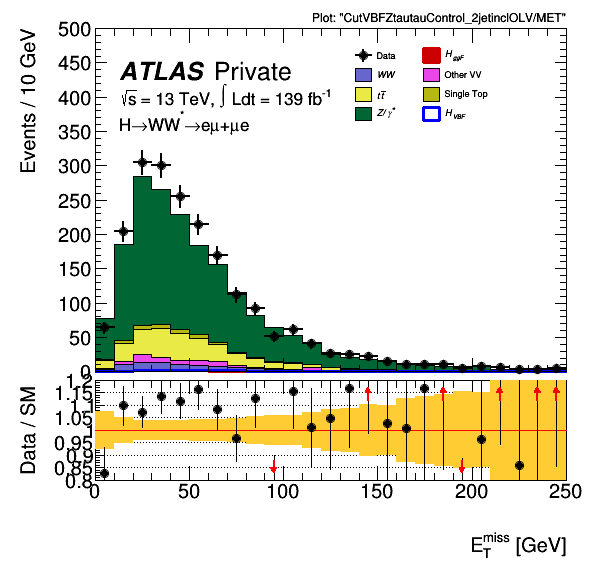 Plot: "CutVBFZtautauControl_2jetinclOLV/MET"
Events / 10 GeV
500
450
400
350
300
250
200
150
100
50
0
ATLAS Private
√s = 13 TeV, ∫ Ldt = 139 fb⁻¹
H→WW*→eμ+μe
Data
H ggF
WW
Other VV
tt̄
Single Top
Z/γ*
H VBF
Data / SM
1.2
1.15
1.1
1.05
1
0.95
0.9
0.85
0.8
0 50 100 150 200 250
E_T^miss [GeV]